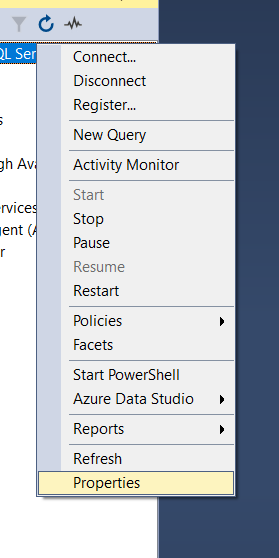 QL Ser
Connect...
Disconnect
Register...
New Query
Activity Monitor
Start
Stop
Pause
Resume
Restart
Policies
Facets
Start PowerShell
Azure Data Studio
Reports
Refresh
Properties
s
gh Ava
ervices
gent (A
r